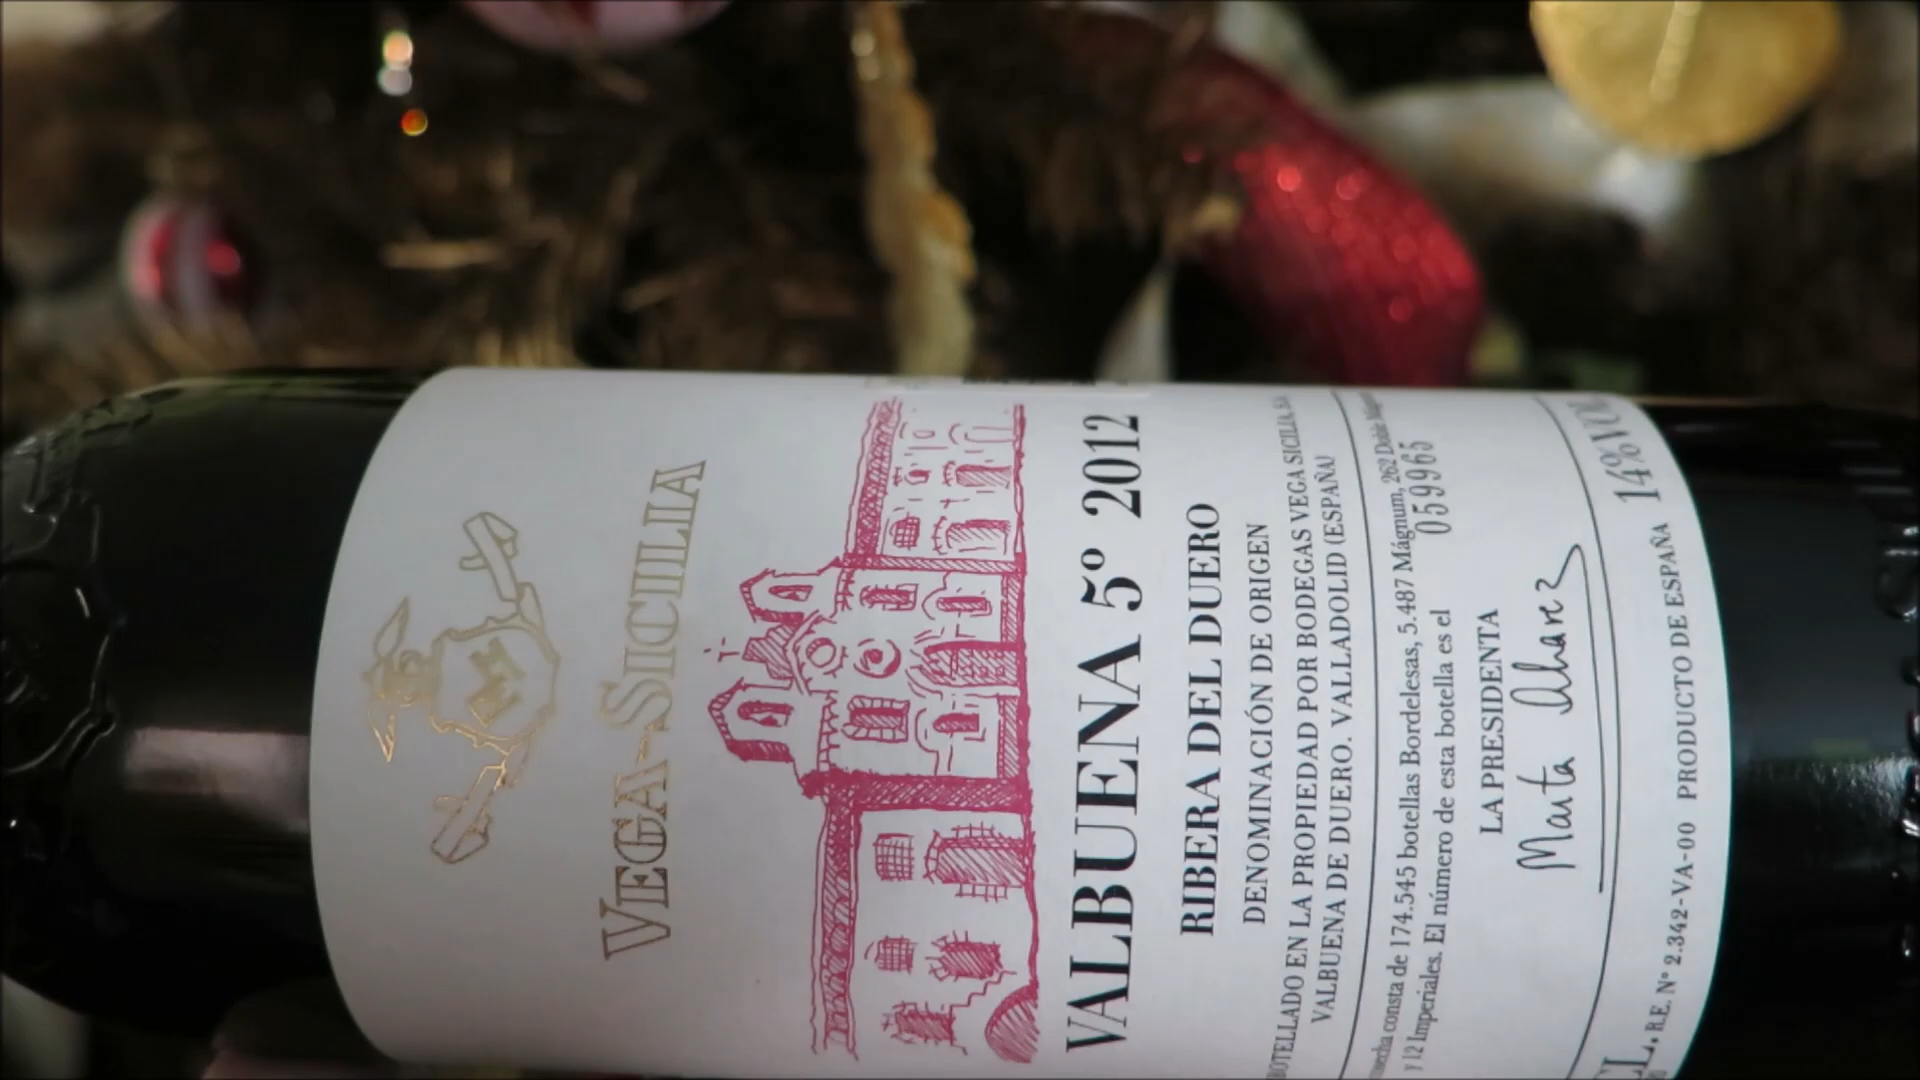 VEGA-SICILIA
VALBUENA 5º 2012
RIBERA DEL DUERO
DENOMINACIÓN DE ORIGEN
BOTELLADO EN LA PROPIEDAD POR BODEGAS VEGA SICILIA, S.A
VALBUENA DE DUERO. VALLADOLID (ESPAÑA)
consta de 174.545 botellas Bordelesas, 5.487 Mágnum, 262 Doble
y 12 Imperiales. El número de esta botella es el 059965
LA PRESIDENTA
Marta Alvarez
CL. R.E. Nº 2.342-VA-00 PRODUCTO DE ESPAÑA 14% VOL.